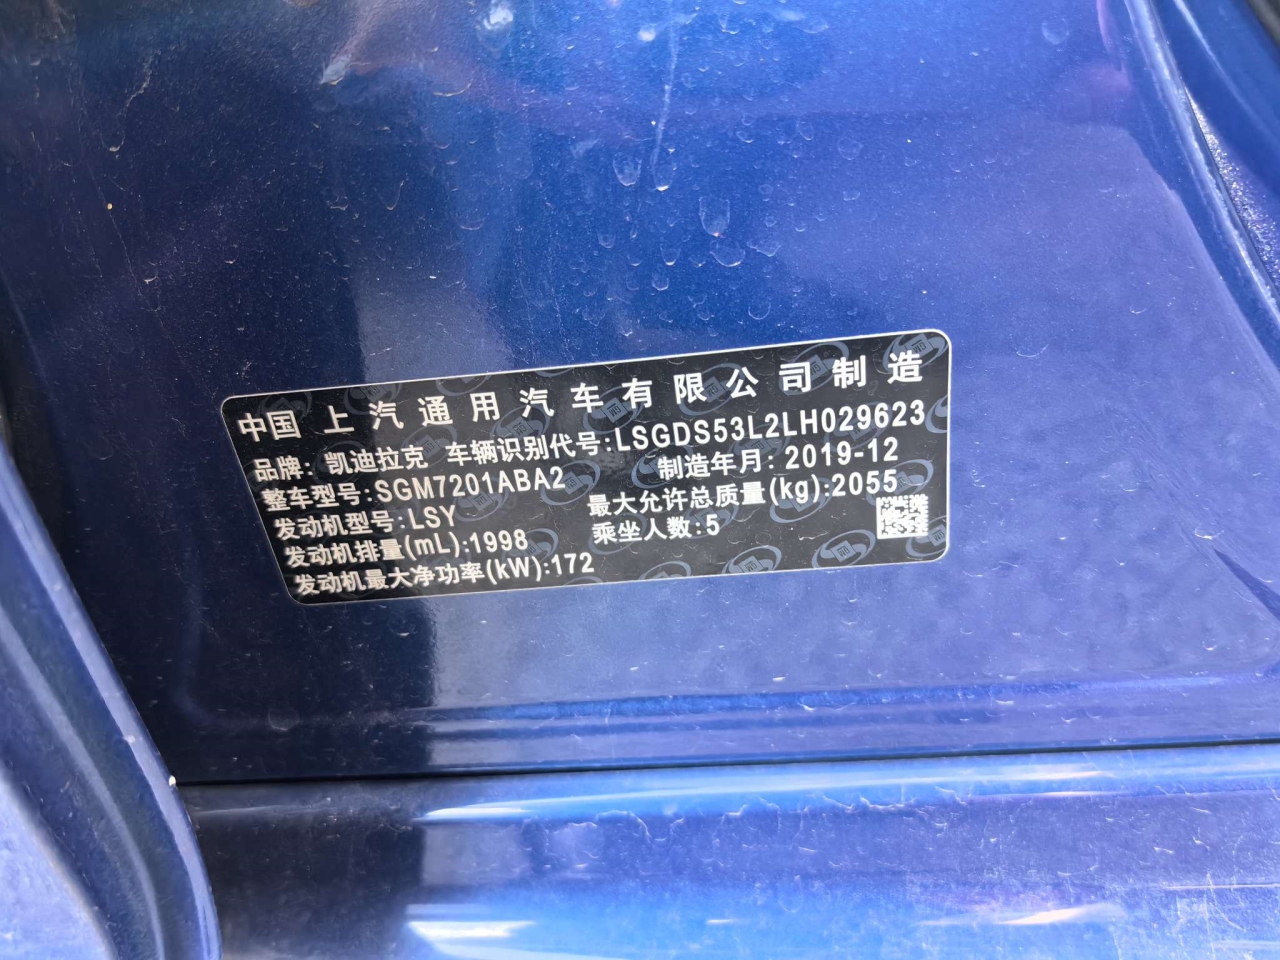 中国上汽通用汽车有限公司制造
品牌: 凯迪拉克 车辆识别代号:LSGDS53L2LH029623
整车型号:SGM7201ABA2 制造年月: 2019-12
发动机型号:LSY 最大允许总质量(kg):2055
发动机排量(mL):1998 乘坐人数:5
发动机最大净功率(kW):172